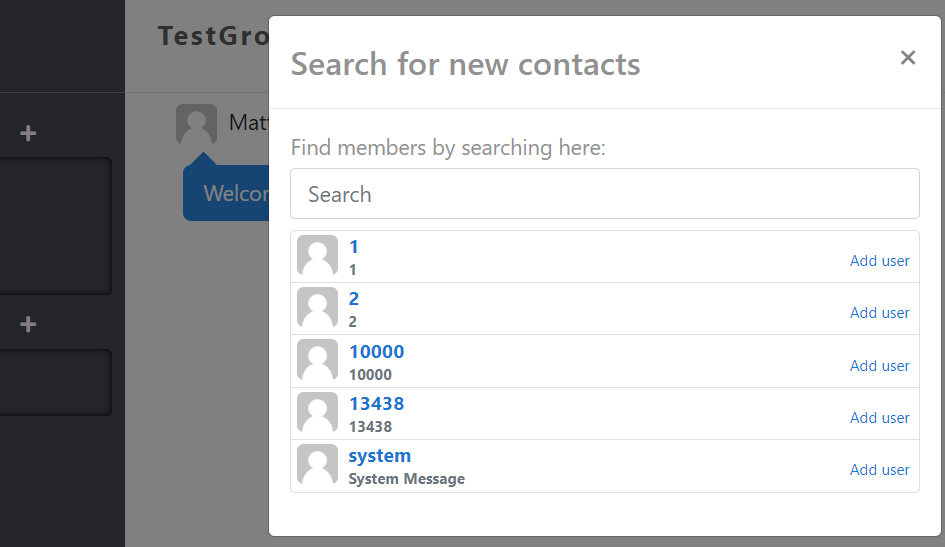 TestGro
Search for new contacts
×
Matt
Welcor
Find members by searching here:
Search
1
1
Add user
2
2
Add user
10000
10000
Add user
13438
13438
Add user
system
System Message
Add user